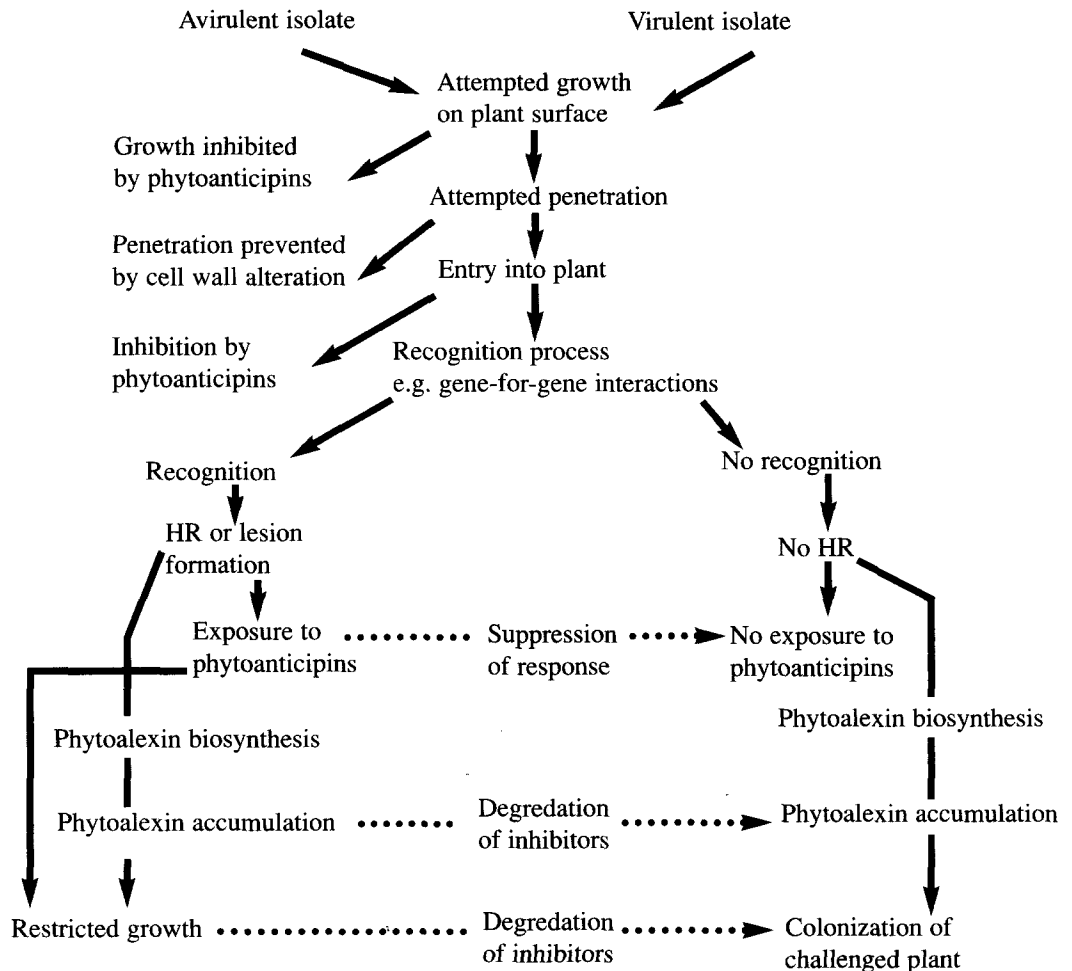 Avirulent isolate
Virulent isolate
Attempted growth
on plant surface
Growth inhibited
by phytoanticipins
Attempted penetration
Penetration prevented
by cell wall alteration
Entry into plant
Inhibition by
phytoanticipins
Recognition process
e.g. gene-for-gene interactions
Recognition
No recognition
HR or lesion
formation
No HR
Exposure to
phytoanticipins
Suppression
of response
No exposure to
phytoanticipins
Phytoalexin biosynthesis
Phytoalexin biosynthesis
Phytoalexin accumulation
Degredation
of inhibitors
Phytoalexin accumulation
Restricted growth
Degredation
of inhibitors
Colonization of
challenged plant